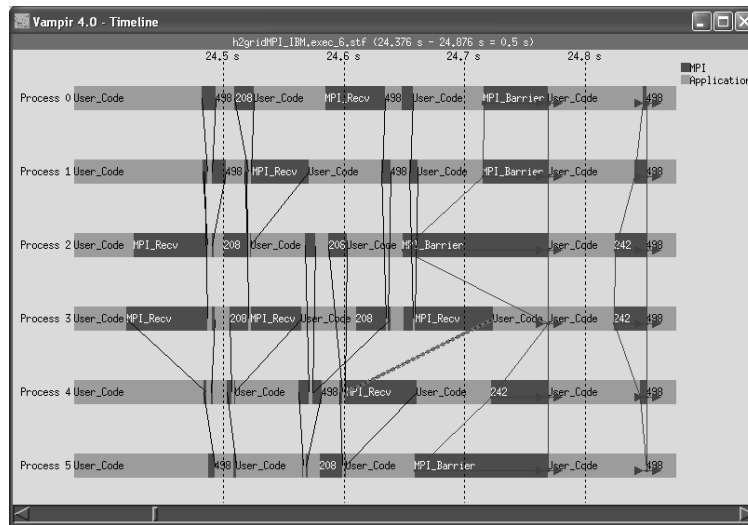 Vampir 4.0 - Timeline
h2gridMPI_IBM.exec_6.stf (24.376 s - 24.876 s = 0.5 s)
24.5 s 24.6 s 24.7 s 24.8 s
MPI
Application
Process 0 User_Code 498 208 User_Code MPI_Recv 498 User_Code MPI_Barrier User_Code 498
Process 1 User_Code 498 MPI_Recv User_Code 498 User_Code MPI_Barrier User_Code 498
Process 2 User_Code MPI_Recv 208 User_Code 206 User_Code MPI_Barrier User_Code 242 498
Process 3 User_Code MPI_Recv 208 MPI_Recv User_Code 208 MPI_Recv User_Code User_Code 242 498
Process 4 User_Code User_Code 498 MPI_Recv User_Code 242 User_Code 498
Process 5 User_Code 498 User_Code 208 User_Code MPI_Barrier User_Code 498